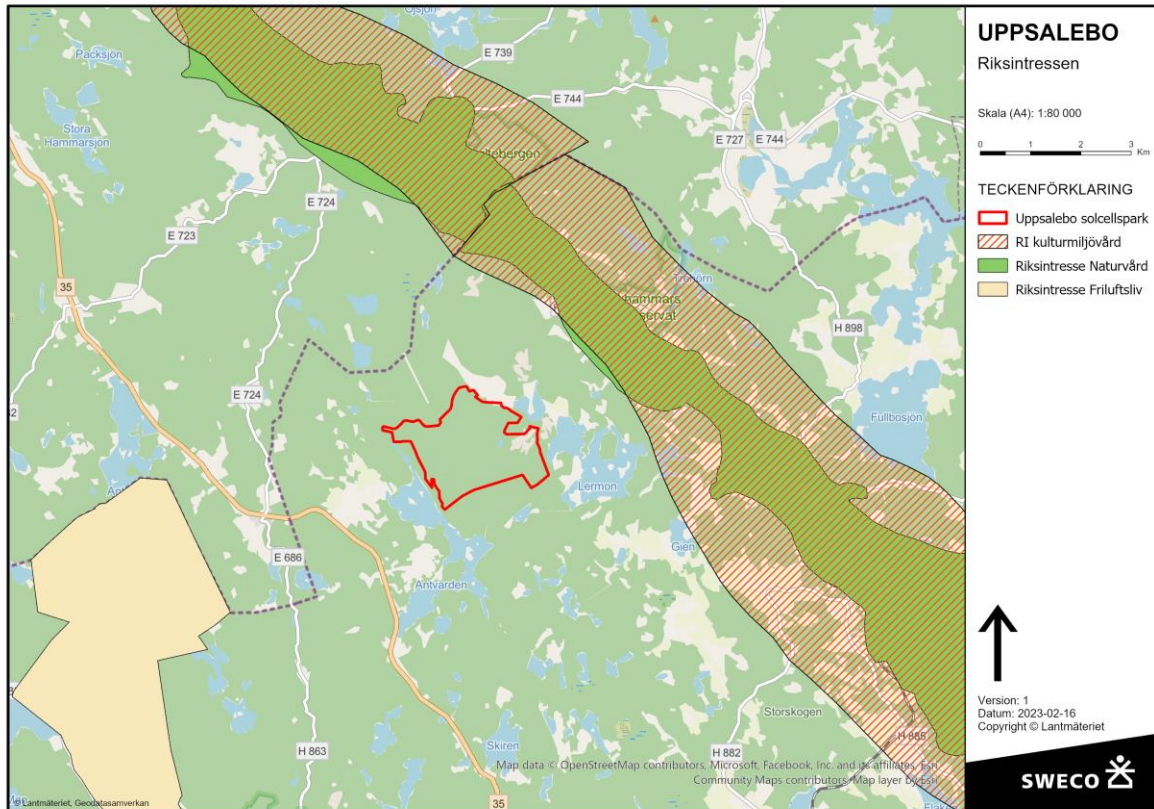 UPPSALEBO
Riksintressen
Skala (A4): 1:80 000
0 1 2 3 Km
TECKENFÖRKLARING
Uppsalebo solcellspark
RI kulturmiljövård
Riksintresse Naturvård
Riksintresse Friluftsliv
Version: 1
Datum: 2023-02-16
Copyright © Lantmäteriet
SWECO
Packsjön
E 739
E 744
Stora
Hammarsjön
E 727
E 744
E 724
E 723
35
H 898
E 724
Fullbosjön
Lermon
Gien
E 686
Antvarden
Storskogen
H 885
Skiren
H 882
H 863
35
Map data © OpenStreetMap contributors, Microsoft, Facebook, Inc. and its affiliates, Esri
Community Maps contributors, Map layer by Esri
© Lantmäteriet, Geodatasamverkan